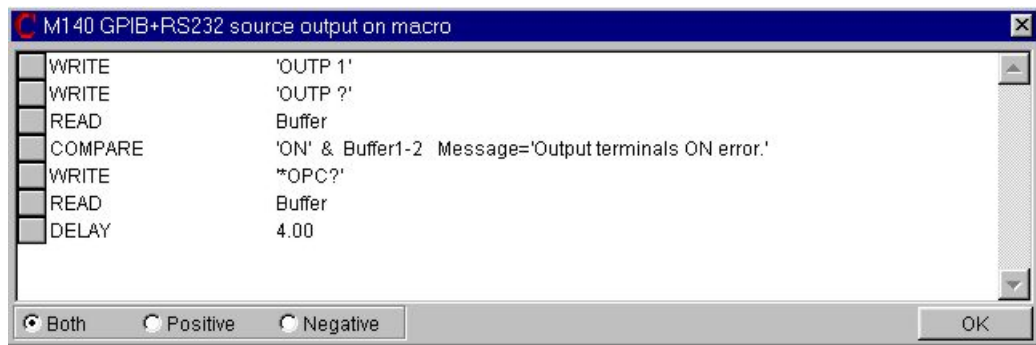 M140 GPIB+RS232 source output on macro
WRITE 'OUTP 1'
WRITE 'OUTP ?'
READ Buffer
COMPARE 'ON' & Buffer1-2 Message='Output terminals ON error.'
WRITE '*OPC?'
READ Buffer
DELAY 4.00
Both Positive Negative OK